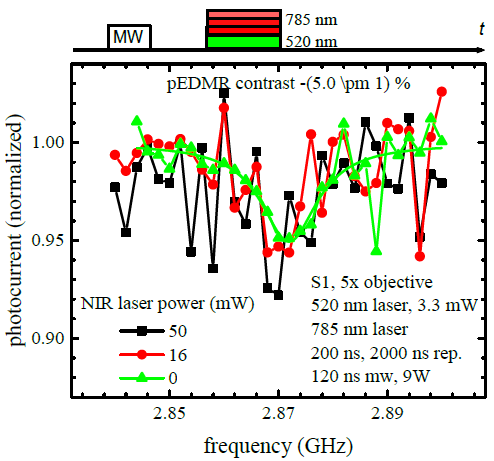 785 nm
t
MW
520 nm
pEDMR contrast -(5.0 \pm 1) %
1.00
0.95
0.90
photocurrent (normalized)
NIR laser power (mW)
50
16
0
S1, 5x objective
520 nm laser, 3.3 mW
785 nm laser
200 ns, 2000 ns rep.
120 ns mw, 9W
2.85
2.87
2.89
frequency (GHz)